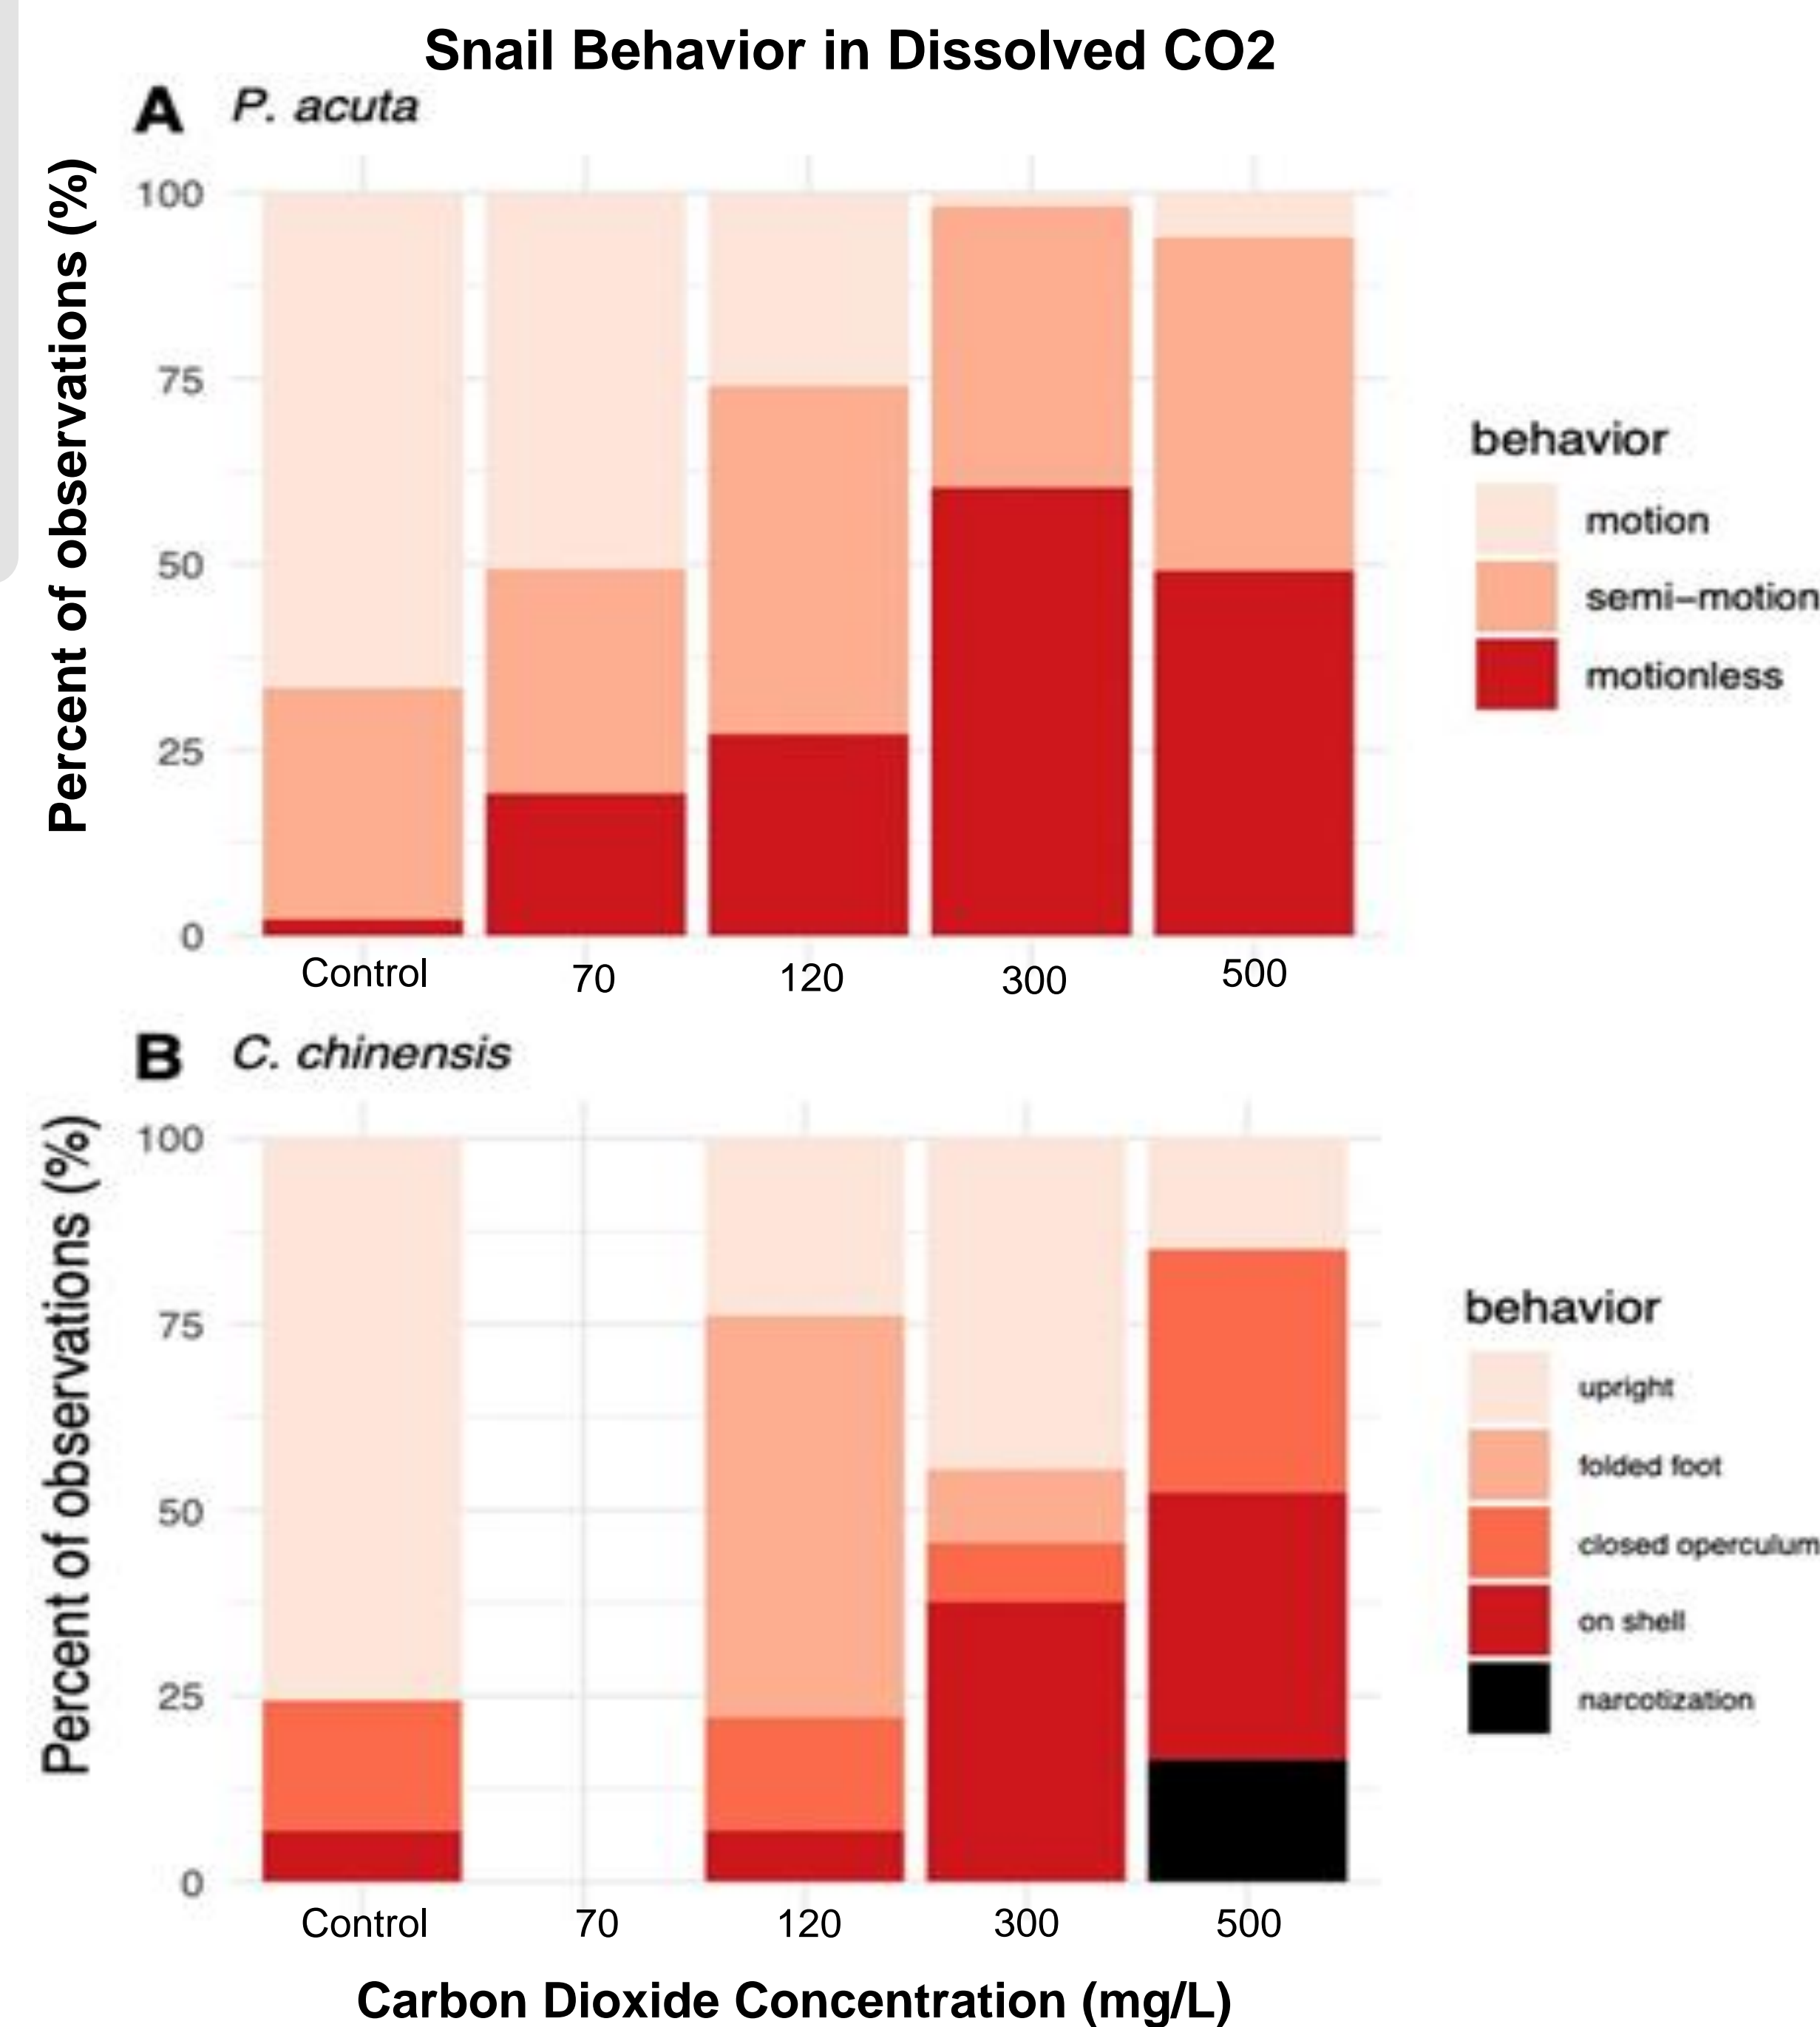 Snail Behavior in Dissolved CO2
A P. acuta
Percent of observations (%)
100
75
50
25
0
Control 70 120 300 500
behavior
motion
semi-motion
motionless
B C. chinensis
Percent of observations (%)
100
75
50
25
0
Control 70 120 300 500
behavior
upright
folded foot
closed operculum
on shell
narcotization
Carbon Dioxide Concentration (mg/L)